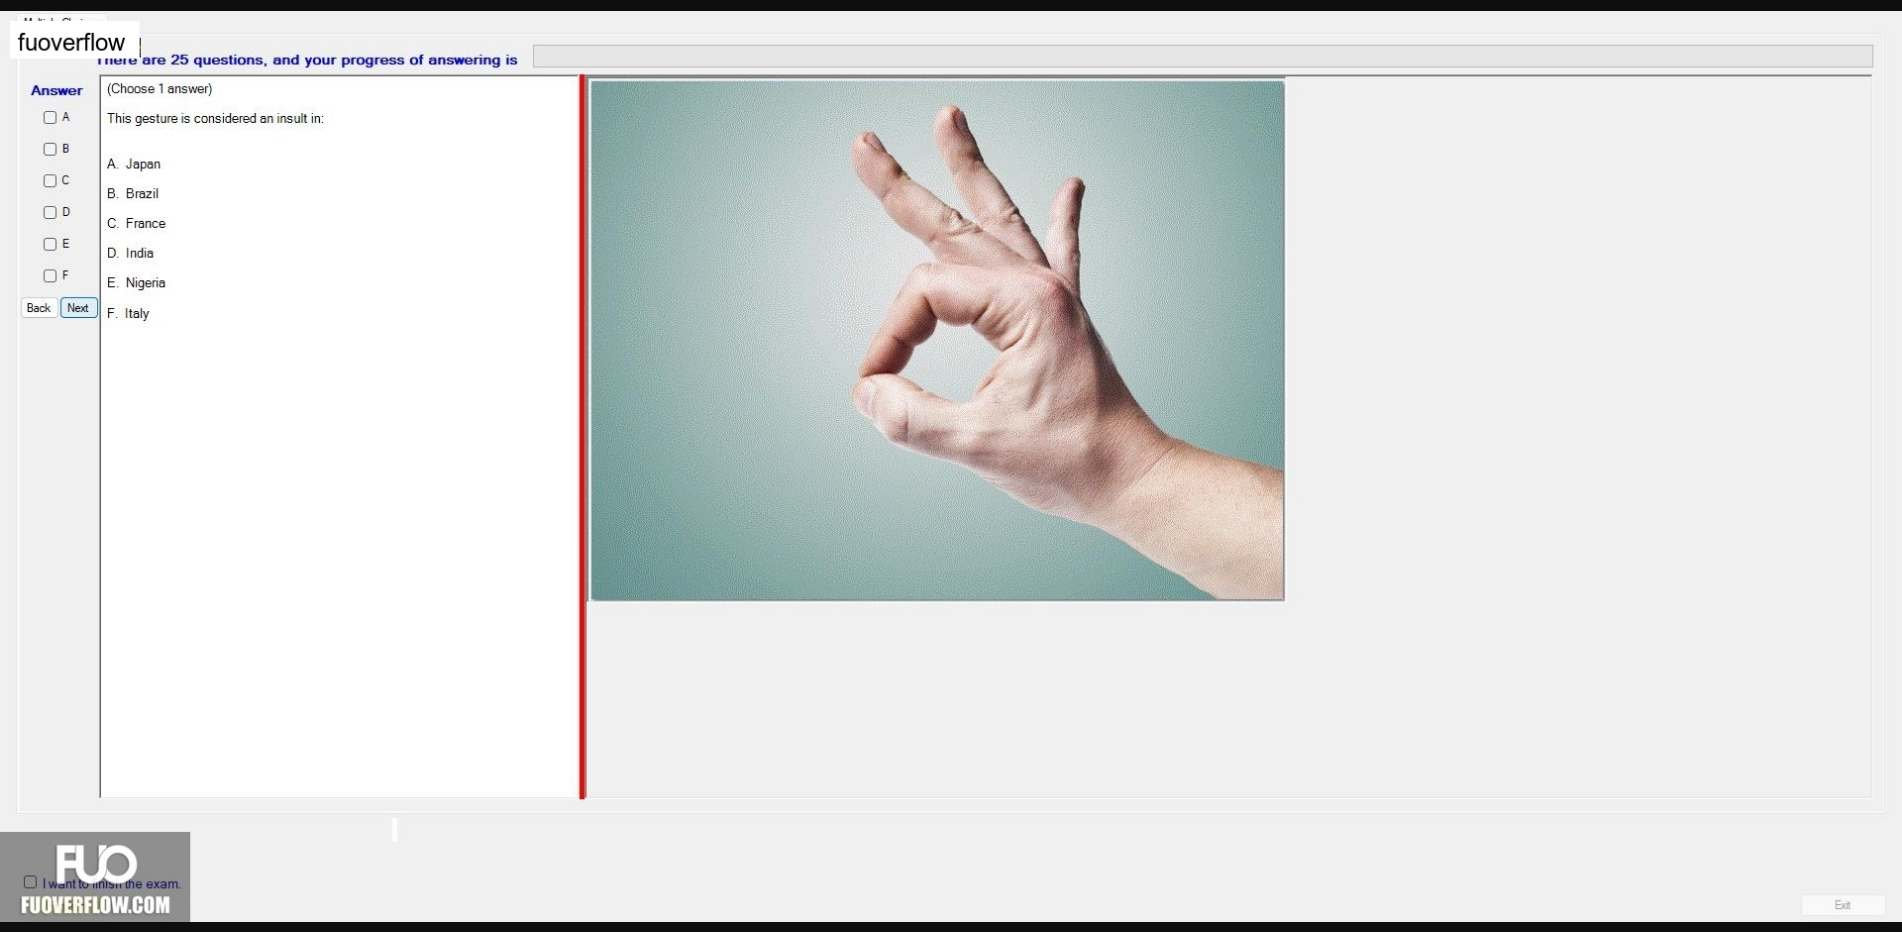 fuoverflow
There are 25 questions, and your progress of answering is
Answer
A
B
C
D
E
F
Back Next
(Choose 1 answer)
This gesture is considered an insult in:
A. Japan
B. Brazil
C. France
D. India
E. Nigeria
F. Italy
FUO
I want to finish the exam.
FUOVERFLOW.COM
Exit